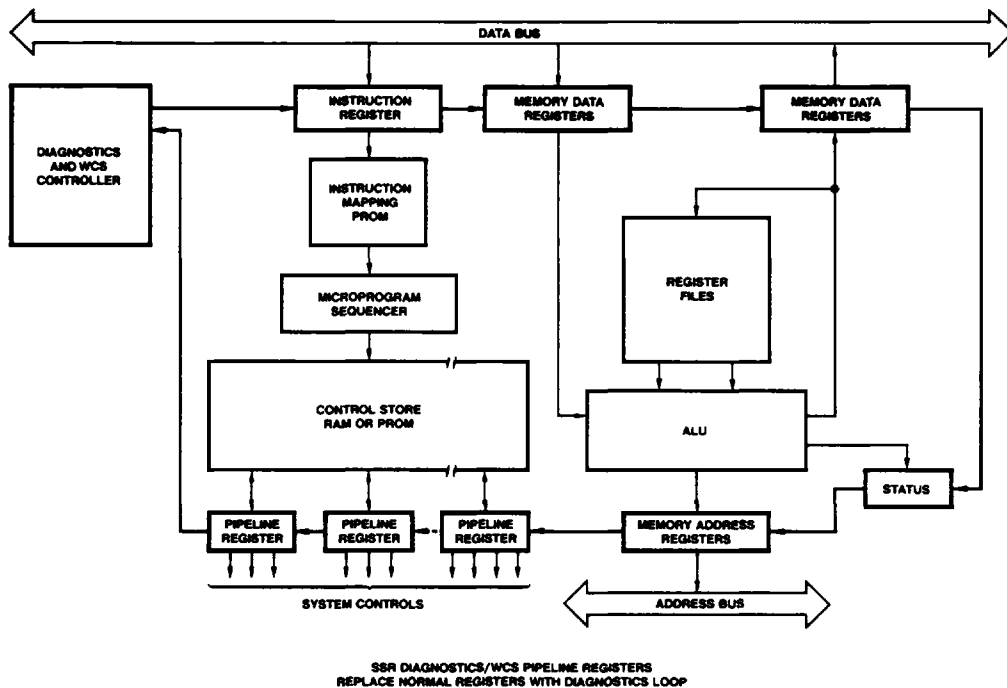 DATA BUS
INSTRUCTION
REGISTER
MEMORY DATA
REGISTERS
MEMORY DATA
REGISTERS
DIAGNOSTICS
AND WCS
CONTROLLER
INSTRUCTION
MAPPING
PROM
REGISTER
FILES
MICROPROGRAM
SEQUENCER
CONTROL STORE
RAM OR PROM
ALU
STATUS
PIPELINE
REGISTER
PIPELINE
REGISTER
PIPELINE
REGISTER
MEMORY ADDRESS
REGISTERS
SYSTEM CONTROLS
ADDRESS BUS
SSR DIAGNOSTICS/WCS PIPELINE REGISTERS
REPLACE NORMAL REGISTERS WITH DIAGNOSTICS LOOP